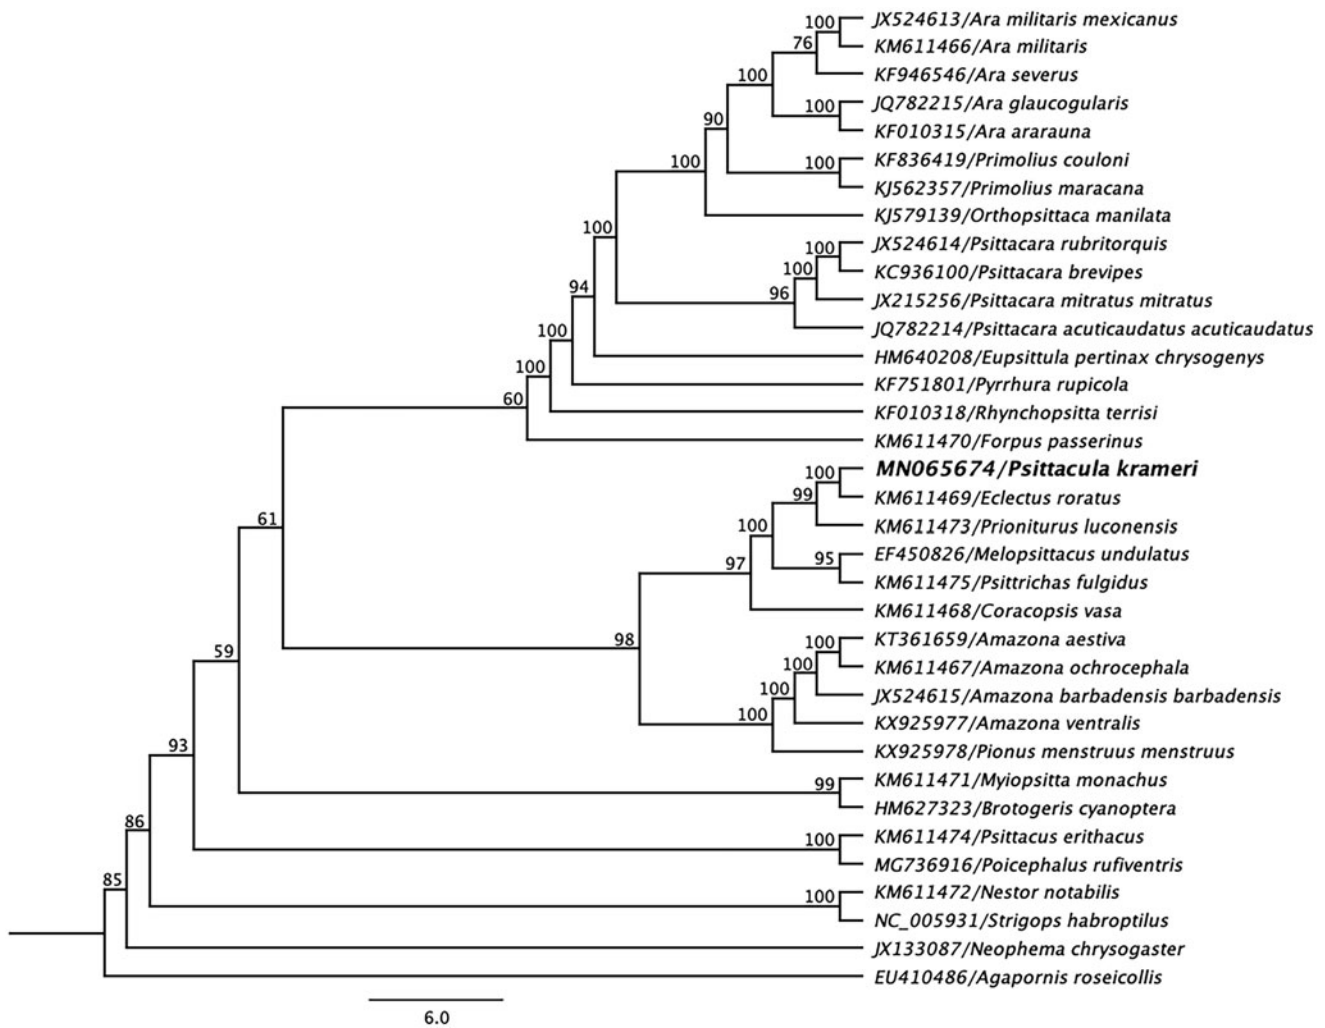 100 JX524613/Ara militaris mexicanus
76 KM611466/Ara militaris
100 KF946546/Ara severus
100 JQ782215/Ara glaucogularis
90 KF010315/Ara ararauna
100 100 KF836419/Primolius couloni
KJ562357/Primolius maracana
100 KJ579139/Orthopsittaca manilata
100 JX524614/Psittacara rubritorquis
100 KC936100/Psittacara brevipes
94 96 JX215256/Psittacara mitratus mitratus
100 JQ782214/Psittacara acuticaudatus acuticaudatus
HM640208/Eupsittula pertinax chrysogenys
100 KF751801/Pyrrhura rupicola
60 KF010318/Rhynchopsitta terrisi
KM611470/Forpus passerinus
100 MN065674/Psittacula krameri
99 KM611469/Eclectus roratus
61 100 KM611473/Prioniturus luconensis
97 95 EF450826/Melopsittacus undulatus
KM611475/Psittrichas fulgidus
KM611468/Coracopsis vasa
59 98 100 KT361659/Amazona aestiva
100 KM611467/Amazona ochrocephala
100 JX524615/Amazona barbadensis barbadensis
100 KX925977/Amazona ventralis
93 KX925978/Pionus menstruus menstruus
99 KM611471/Myiopsitta monachus
HM627323/Brotogeris cyanoptera
86 100 KM611474/Psittacus erithacus
MG736916/Poicephalus rufiventris
85 100 KM611472/Nestor notabilis
NC_005931/Strigops habroptilus
JX133087/Neophema chrysogaster
EU410486/Agapornis roseicollis
6.0